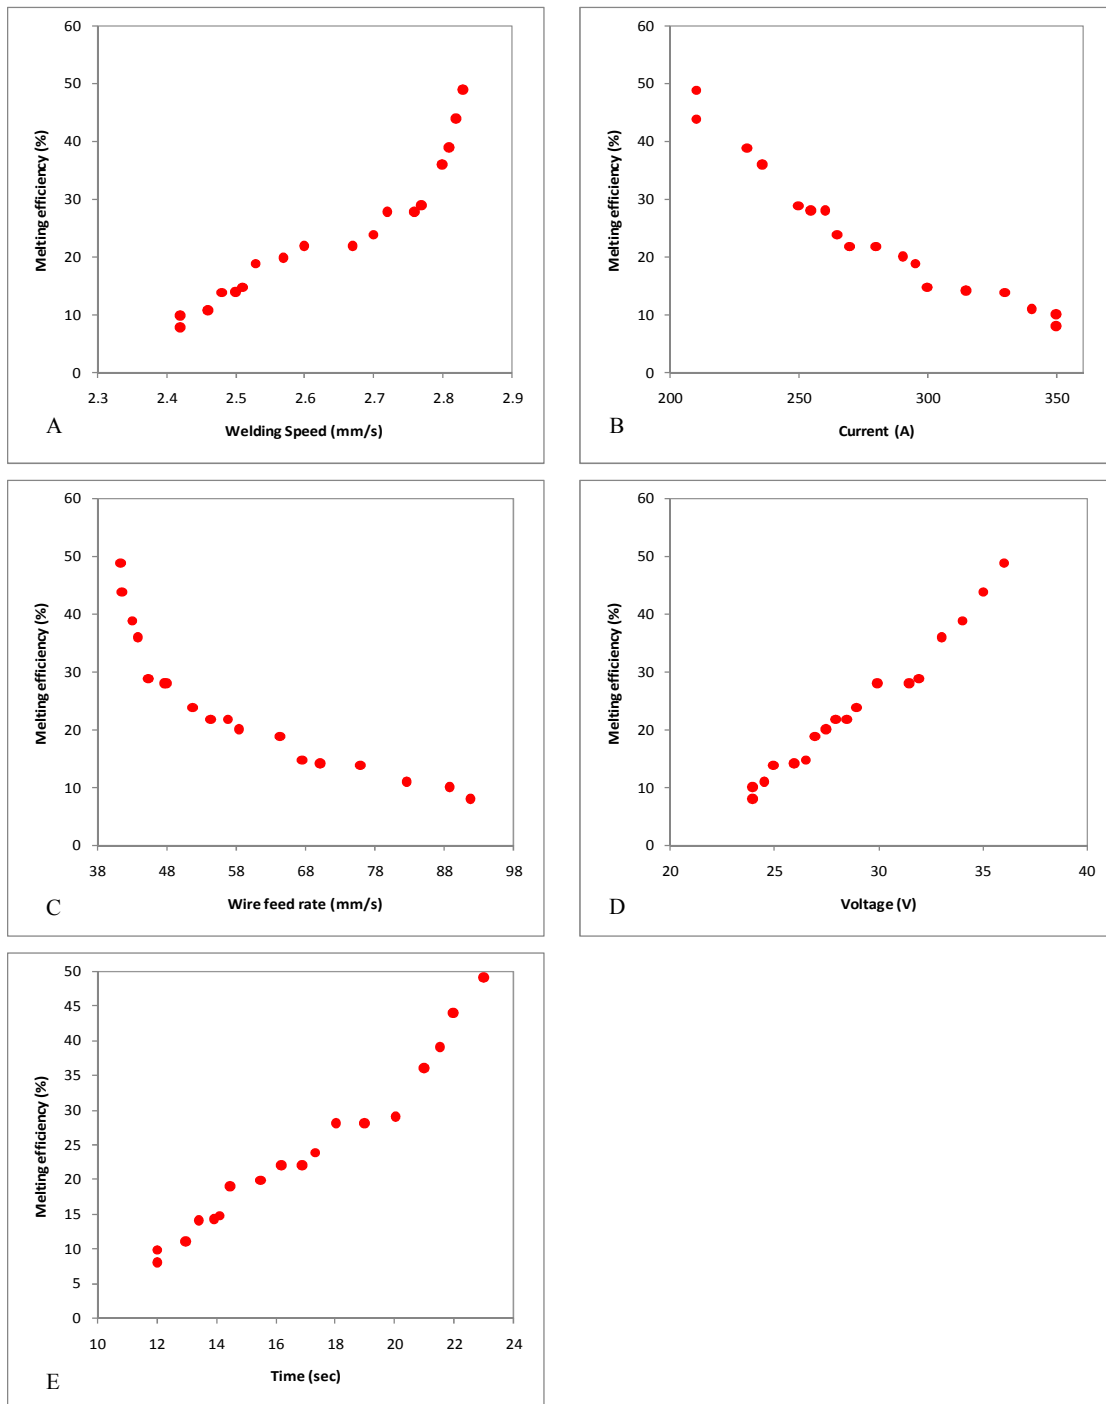 60
50
40
30
20
10
0
Melting efficiency (%)
2.3 2.4 2.5 2.6 2.7 2.8 2.9
Welding Speed (mm/s)
A
60
50
40
30
20
10
0
Melting efficiency (%)
200 250 300 350
Current (A)
B
60
50
40
30
20
10
0
Melting efficiency (%)
38 48 58 68 78 88 98
Wire feed rate (mm/s)
C
60
50
40
30
20
10
0
Melting efficiency (%)
20 25 30 35 40
Voltage (V)
D
50
45
40
35
30
25
20
15
10
5
0
Melting efficiency (%)
10 12 14 16 18 20 22 24
Time (sec)
E